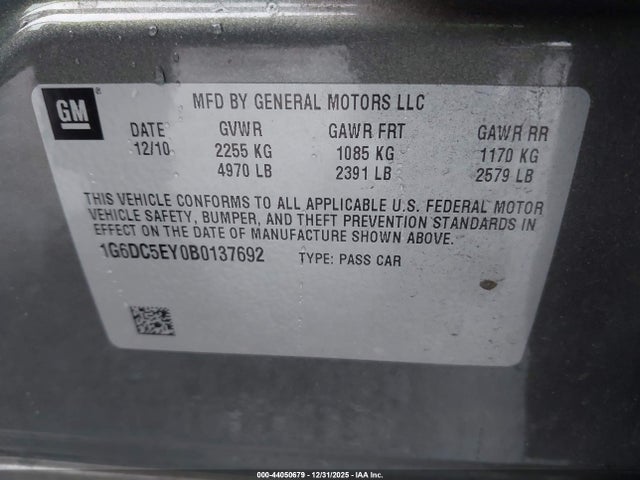 GM
MFD BY GENERAL MOTORS LLC
DATE GVWR GAWR FRT GAWR RR
12/10 2255 KG 1085 KG 1170 KG
4970 LB 2391 LB 2579 LB
THIS VEHICLE CONFORMS TO ALL APPLICABLE U.S. FEDERAL MOTOR
VEHICLE SAFETY, BUMPER, AND THEFT PREVENTION STANDARDS IN
EFFECT ON THE DATE OF MANUFACTURE SHOWN ABOVE.
1G6DC5EY0B0137692 TYPE: PASS CAR
000-44050679 - 12/31/2025 - IAA Inc.